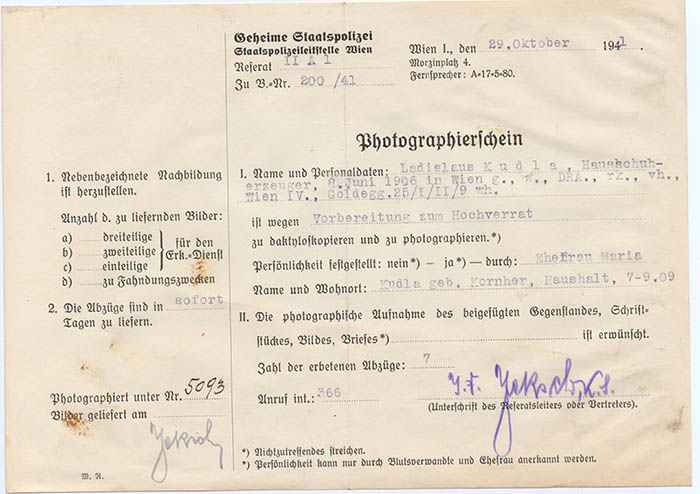 Geheime Staatspolizei
Staatspolizeileitstelle Wien
Referat II A 1
Zu B.-Nr. 200 /41
Wien I., den 29. Oktober 1941.
Morzinplatz 4.
Fernsprecher: A-17-5-80.
Photographierschein
1. Nebenbezeichnete Nachbildung
ist herzustellen.
Anzahl d. zu liefernden Bilder:
a) dreiteilige
b) zweiteilige
c) einteilige
für den
Erk.-Dienst
d) zu Fahndungszwecken
2. Die Abzüge sind in sofort
Tagen zu liefern.
Photographiert unter Nr. 5093
Bilder geliefert am
M. R.
I. Name und Personaldaten: Ladislaus Kudla, Hausschuh-
erzeuger, 8.Juni 1906 in Wien g., z., DRA., rk., vh.,
Wien IV., Goldegg.25/I/II/9 wh.
ist wegen Vorbereitung zum Hochverrat
zu daktyloskopieren und zu photographieren.*)
Persönlichkeit festgestellt: nein*) — ja*) — durch: Ehefrau Maria
Name und Wohnort: Kudla geb. Kornher, Haushalt, 7-9.09
II. Die photographische Aufnahme des beigefügten Gegenstandes, Schrift-
stückes, Bildes, Briefes*) ist erwünscht.
Zahl der erbetenen Abzüge: 7
Anruf int.: 366
(Unterschrift des Referatsleiters oder Vertreters).
*) Nichtzutreffendes streichen.
*) Persönlichkeit kann nur durch Blutsverwandte und Ehefrau anerkannt werden.